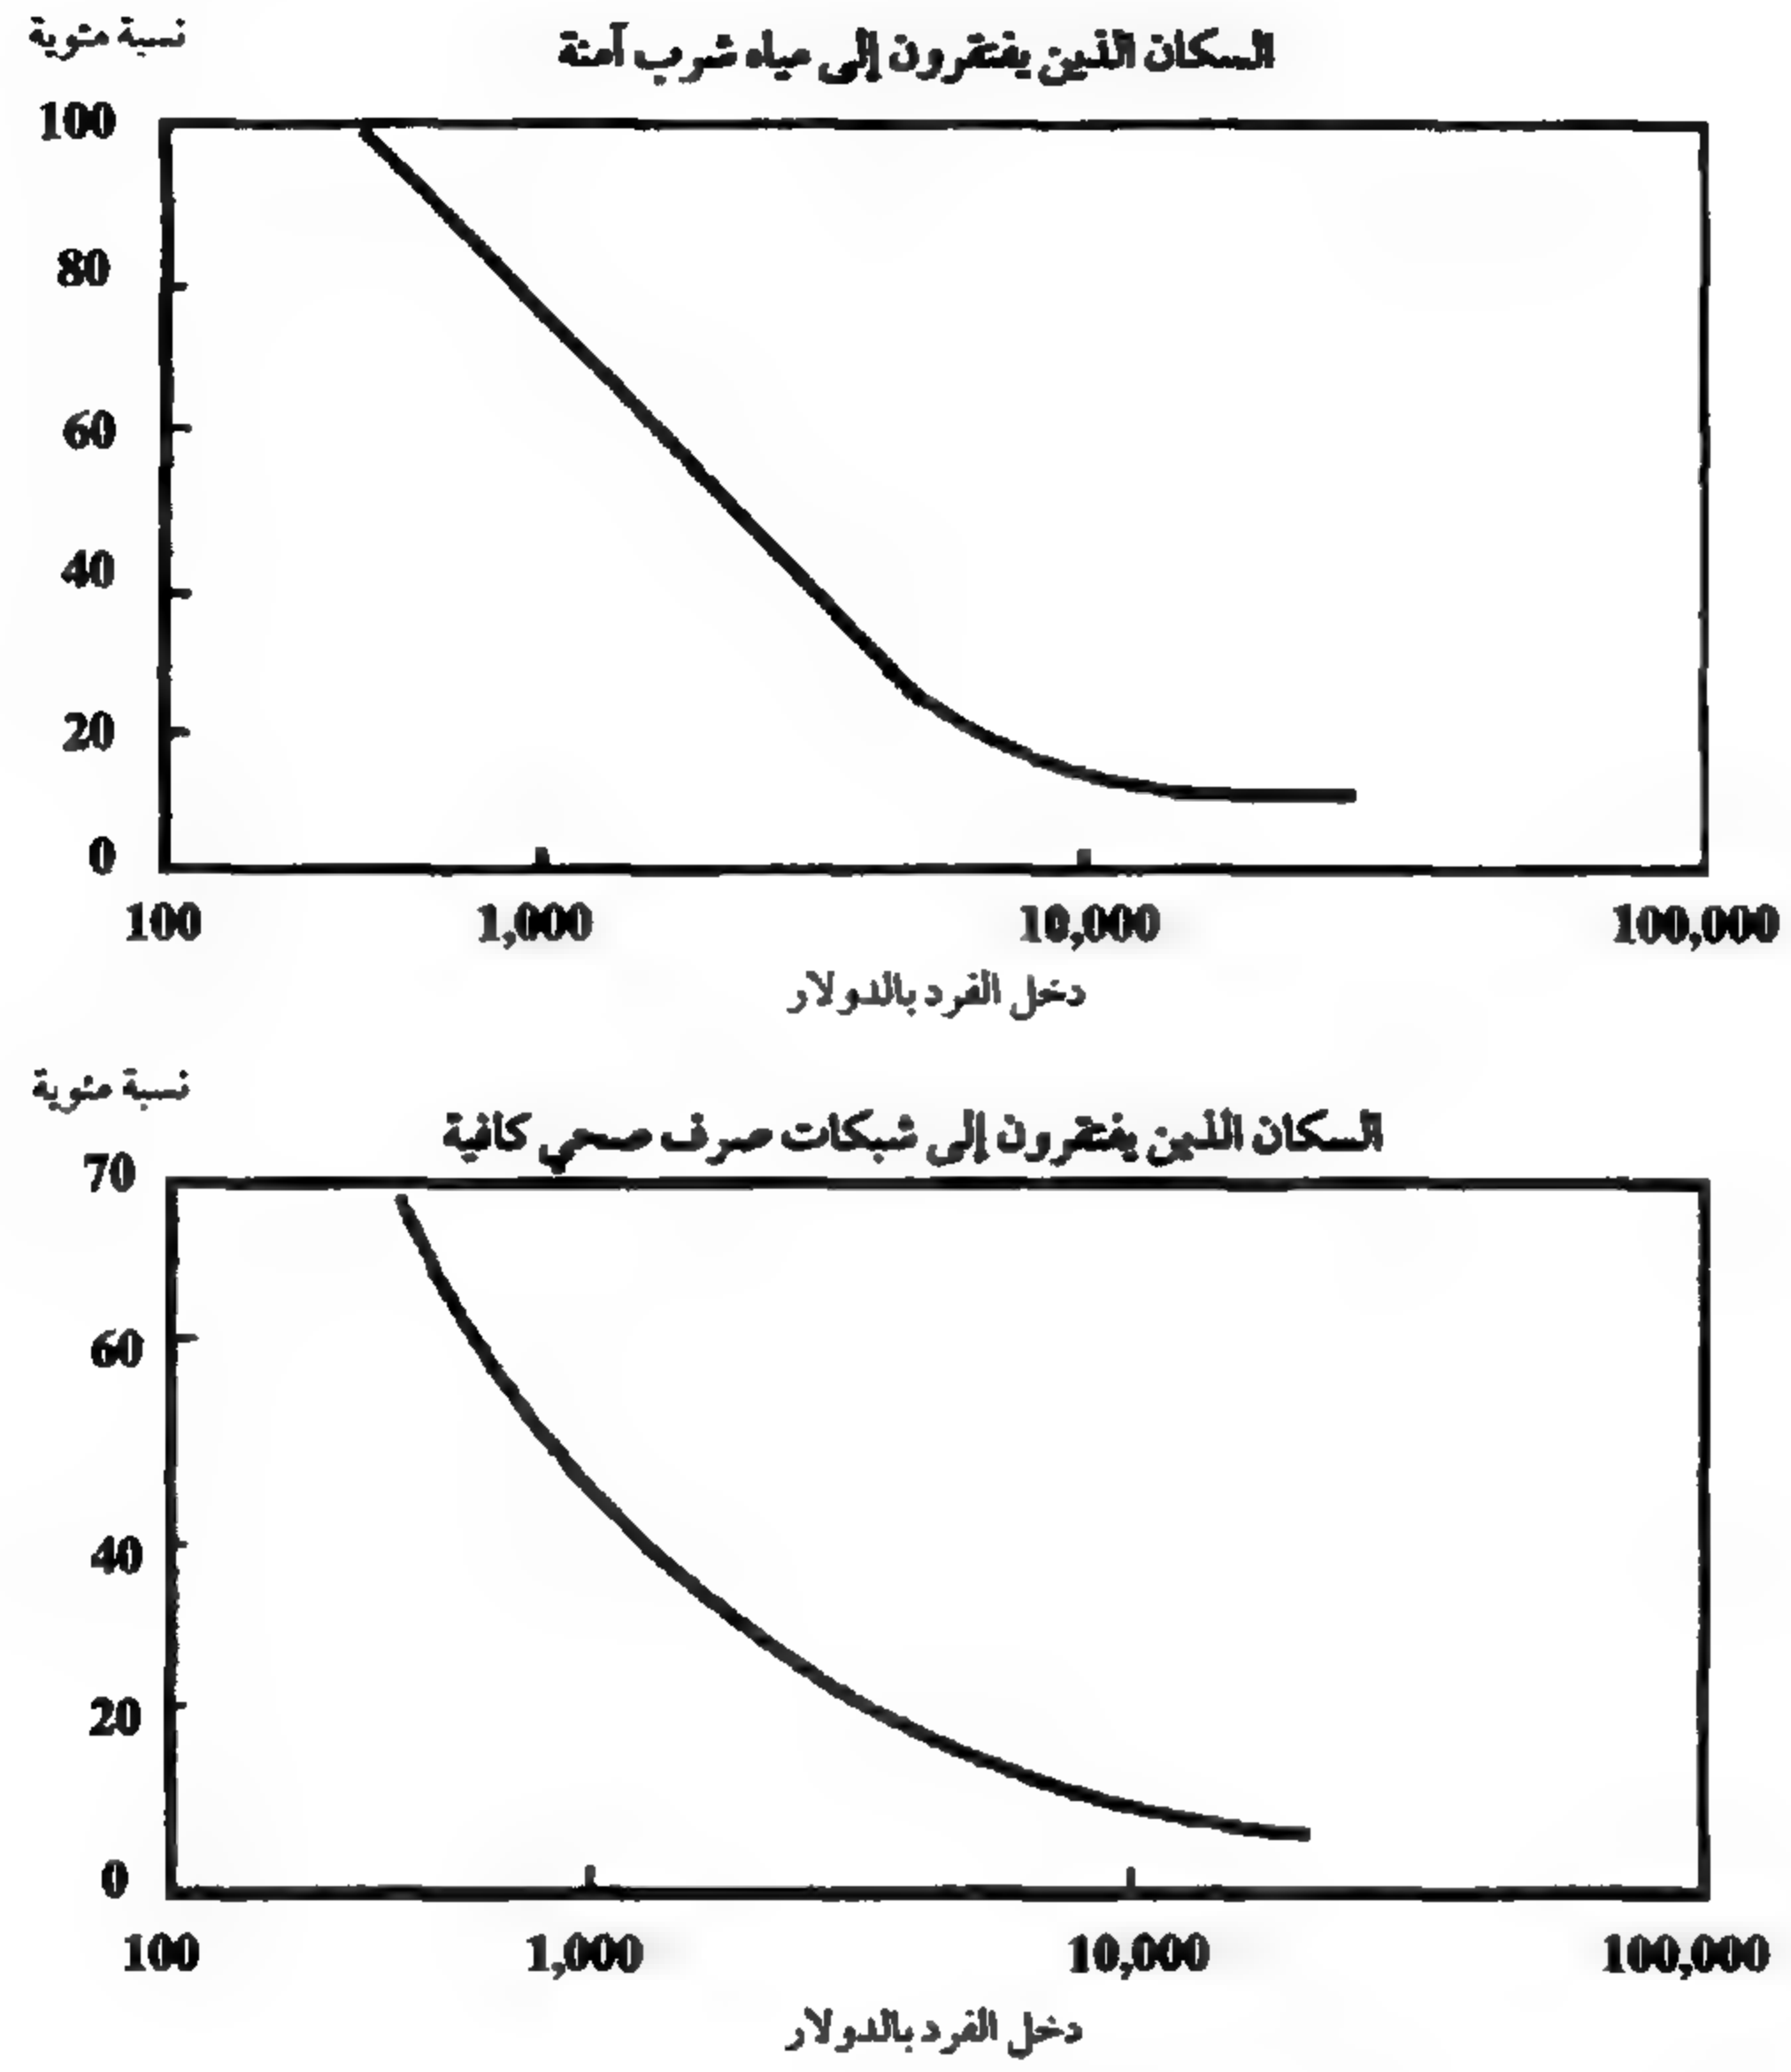 نسبة مئوية
السكان الذين يفتقرون إلى مياه شرب آمنة
100
80
60
40
20
0
100 1,000 10,000 100,000
دخل الفرد بالدولار
نسبة مئوية
السكان الذين يفتقرون إلى شبكات صرف صحي كافية
70
60
40
20
0
100 1,000 10,000 100,000
دخل الفرد بالدولار